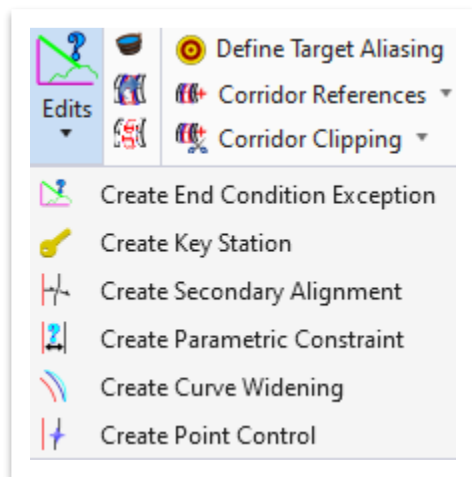 Edits
Define Target Aliasing
Corridor References
Corridor Clipping
Create End Condition Exception
Create Key Station
Create Secondary Alignment
Create Parametric Constraint
Create Curve Widening
Create Point Control